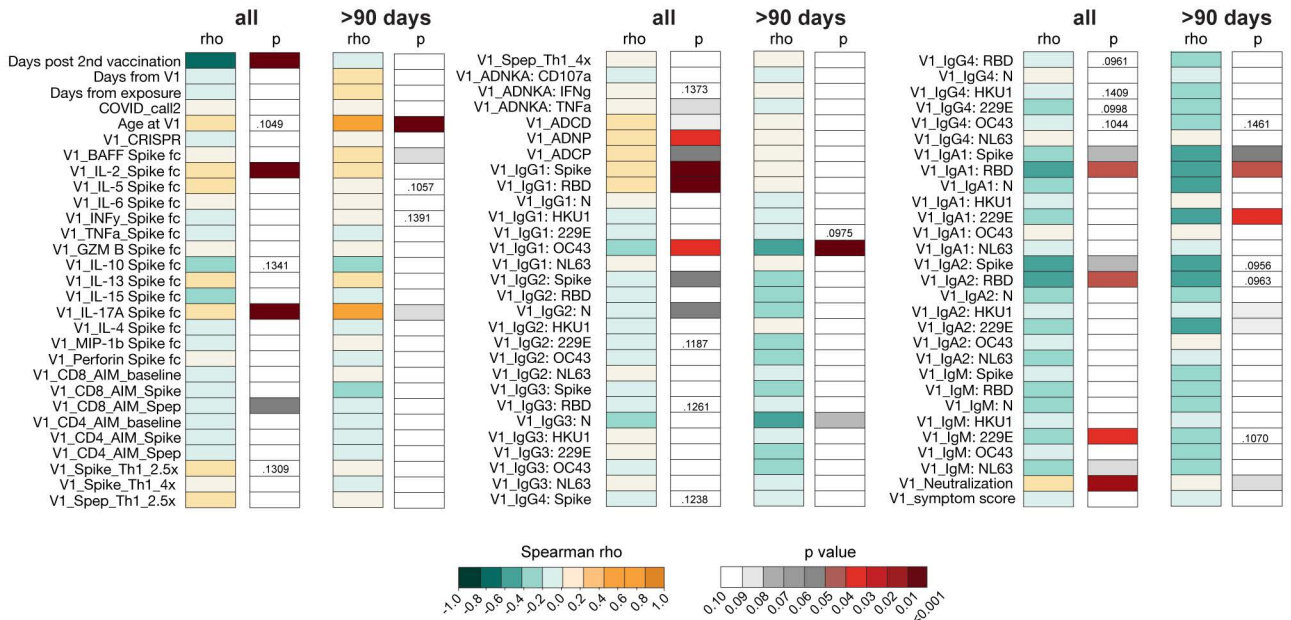 all >90 days
rho p rho p
Days post 2nd vaccination
Days from V1
Days from exposure
COVID_call2
Age at V1 .1049
V1_CRISPR
V1_BAFF Spike fc
V1_IL-2_Spike fc
V1_IL-5 Spike fc .1057
V1_IL-6 Spike fc
V1_INFy_Spike fc .1391
V1_TNFa_Spike fc
V1_GZM B Spike fc
V1_IL-10 Spike fc .1341
V1_IL-13 Spike fc
V1_IL-15 Spike fc
V1_IL-17A Spike fc
V1_IL-4 Spike fc
V1_MIP-1b Spike fc
V1_Perforin Spike fc
V1_CD8_AIM_baseline
V1_CD8_AIM_Spike
V1_CD8_AIM_Spep
V1_CD4_AIM_baseline
V1_CD4_AIM_Spike
V1_CD4_AIM_Spep
V1_Spike_Th1_2.5x .1309
V1_Spike_Th1_4x
V1_Spep_Th1_2.5x
all >90 days
rho p rho p
V1_Spep_Th1_4x
V1_ADNKA: CD107a
V1_ADNKA: IFNg .1373
V1_ADNKA: TNFa
V1_ADCD
V1_ADNP
V1_ADCP
V1_IgG1: Spike
V1_IgG1: RBD
V1_IgG1: N
V1_IgG1: HKU1
V1_IgG1: 229E .0975
V1_IgG1: OC43
V1_IgG1: NL63
V1_IgG2: Spike
V1_IgG2: RBD
V1_IgG2: N
V1_IgG2: HKU1
V1_IgG2: 229E .1187
V1_IgG2: OC43
V1_IgG2: NL63
V1_IgG3: Spike
V1_IgG3: RBD .1261
V1_IgG3: N
V1_IgG3: HKU1
V1_IgG3: 229E
V1_IgG3: OC43
V1_IgG3: NL63
V1_IgG4: Spike .1238
all >90 days
rho p rho p
V1_IgG4: RBD .0961
V1_IgG4: N
V1_IgG4: HKU1 .1409
V1_IgG4: 229E .0998
V1_IgG4: OC43 .1044 .1461
V1_IgG4: NL63
V1_IgA1: Spike
V1_IgA1: RBD
V1_IgA1: N
V1_IgA1: HKU1
V1_IgA1: 229E
V1_IgA1: OC43
V1_IgA1: NL63
V1_IgA2: Spike .0956
V1_IgA2: RBD .0963
V1_IgA2: N
V1_IgA2: HKU1
V1_IgA2: 229E
V1_IgA2: OC43
V1_IgA2: NL63
V1_IgM: Spike
V1_IgM: RBD
V1_IgM: N
V1_IgM: HKU1
V1_IgM: 229E .1070
V1_IgM: OC43
V1_IgM: NL63
V1_Neutralization
V1_symptom score
Spearman rho
-1.0 -0.8 -0.6 -0.4 -0.2 0.0 0.2 0.4 0.6 0.8 1.0
p value
0.10 0.09 0.08 0.07 0.06 0.05 0.04 0.03 0.02 0.01 <0.001